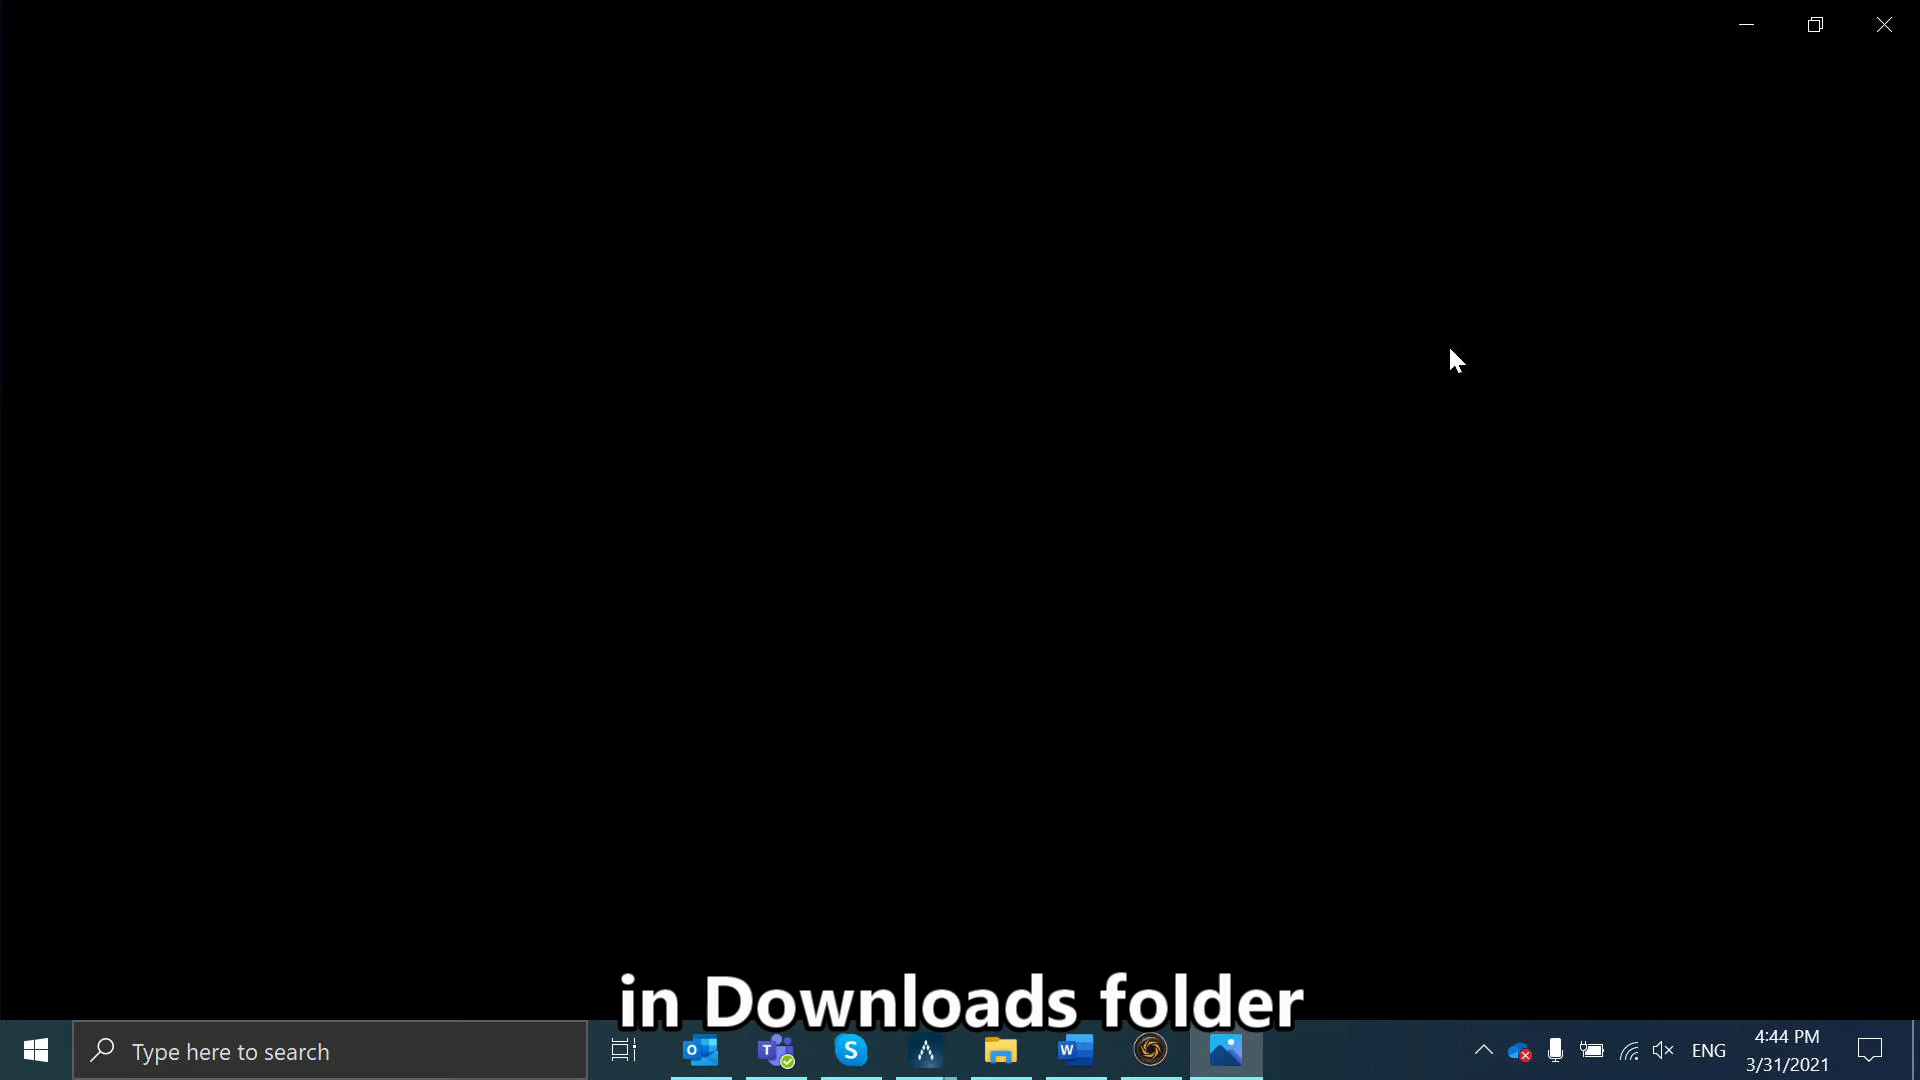 in Downloads folder
Type here to search
ENG
4:44 PM
3/31/2021